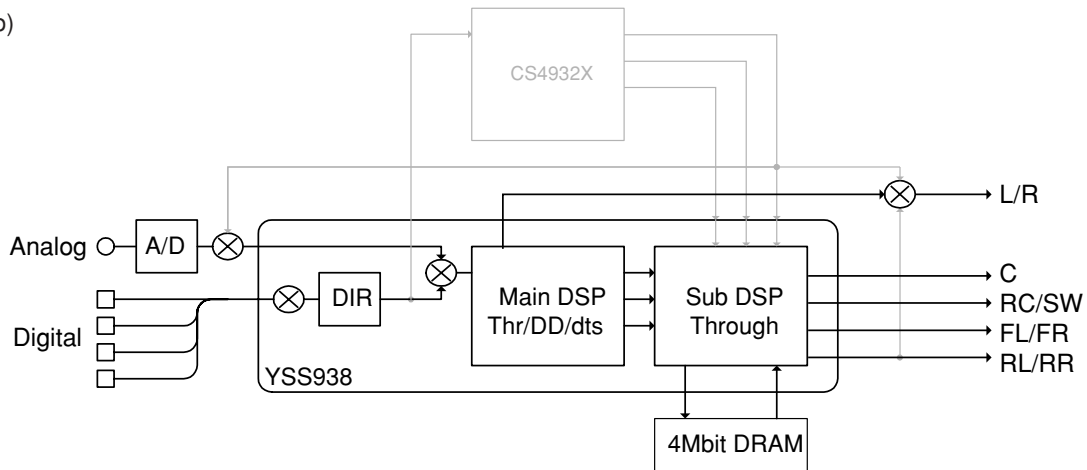 b)
CS4932X
L/R
Analog
A/D
DIR
Main DSP
Thr/DD/dts
Sub DSP
Through
C
RC/SW
FL/FR
RL/RR
Digital
YSS938
4Mbit DRAM